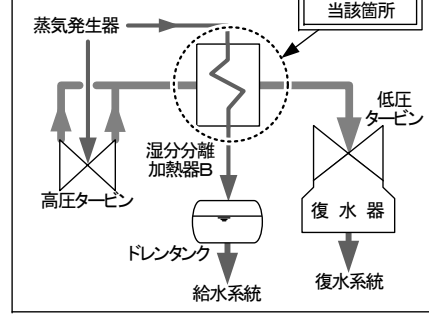 当該箇所
蒸気発生器
低圧
タービン
湿分分離
加熱器B
高圧タービン
復水器
ドレンタンク
給水系統
復水系統